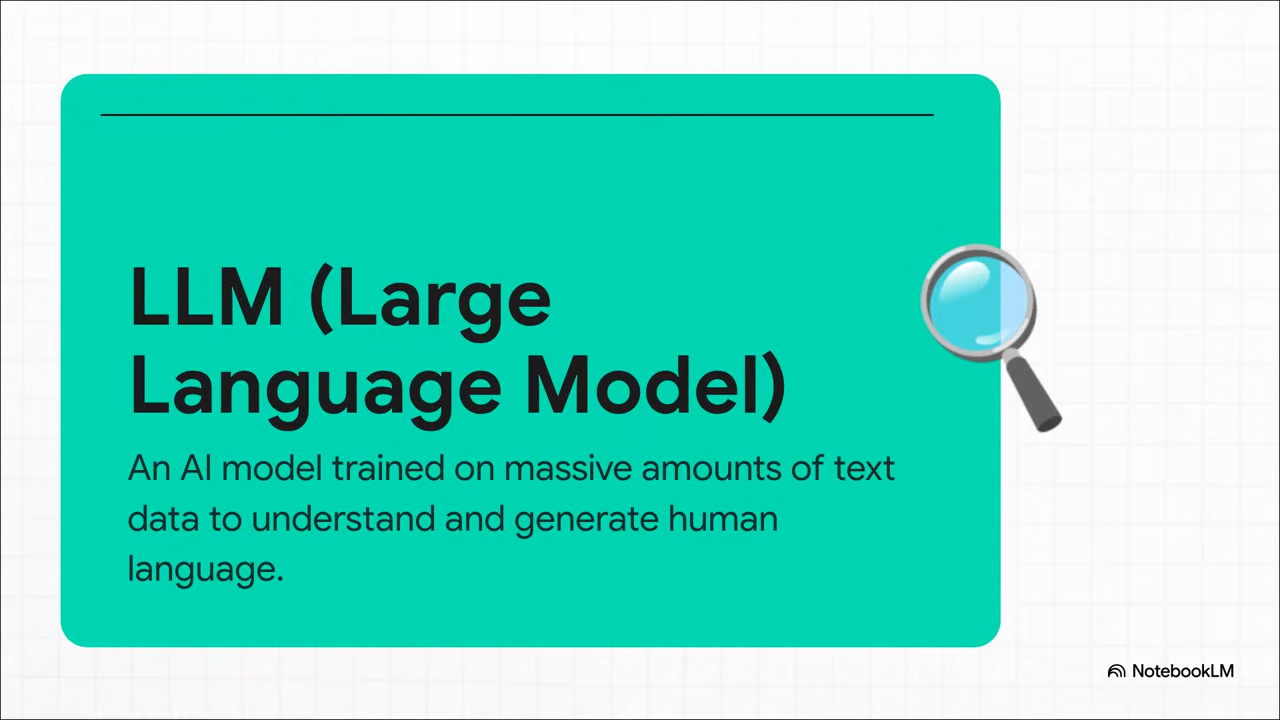 LLM (Large
Language Model)
An AI model trained on massive amounts of text
data to understand and generate human
language.
NotebookLM